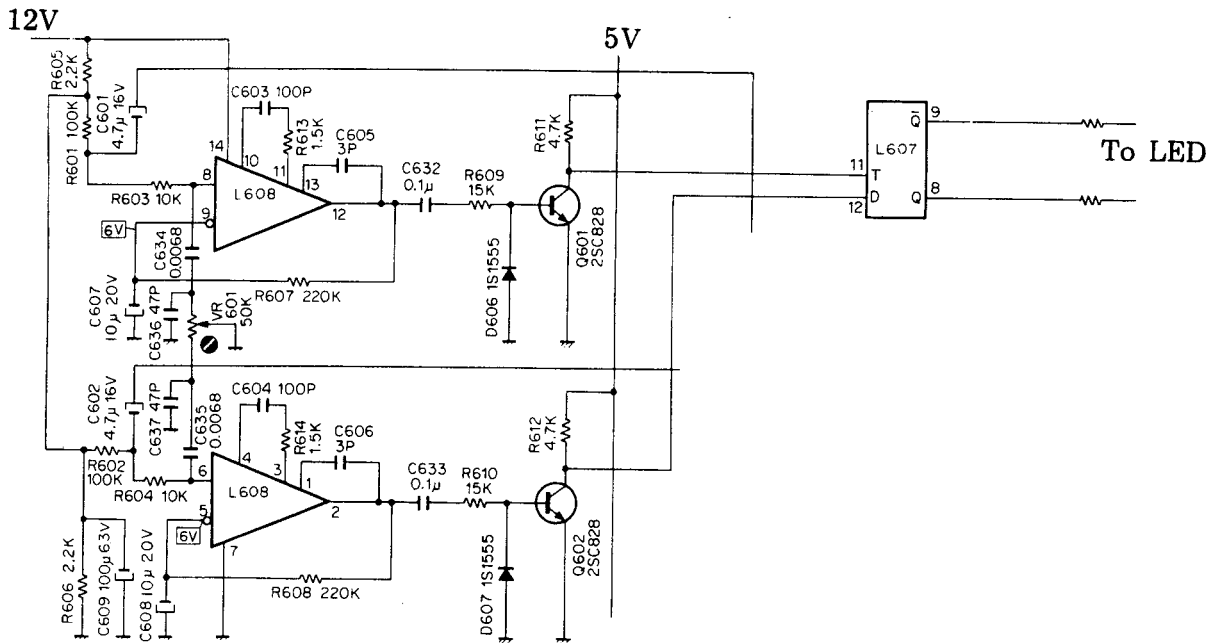 12V
5V
R605
2.2K
C601
4.7μ 16V
R601 100K
C603 100P
R613
1.5K
C605
3P
14
10
11
13
8
L608
12
9
6V
R603 10K
C632
0.1μ
R609
15K
R611
4.7K
Q601
2SC828
D606 1S1555
C634
0.0068
R607 220K
C607
10μ 20V
C636 47P
VR
601
50K
L607
9
Q̅
11
T
D
12
Q
8
To LED
C602
4.7μ 16V
C637 47P
C635
0.0068
C604 100P
R614
1.5K
C606
3P
R602
100K
R604 10K
4
3
1
6
L608
2
5
6V
7
C633
0.1μ
R610
15K
R612
4.7K
Q602
2SC828
D607 1S1555
R608 220K
R606 2.2K
C609 100μ 63V
C608 10μ 20V